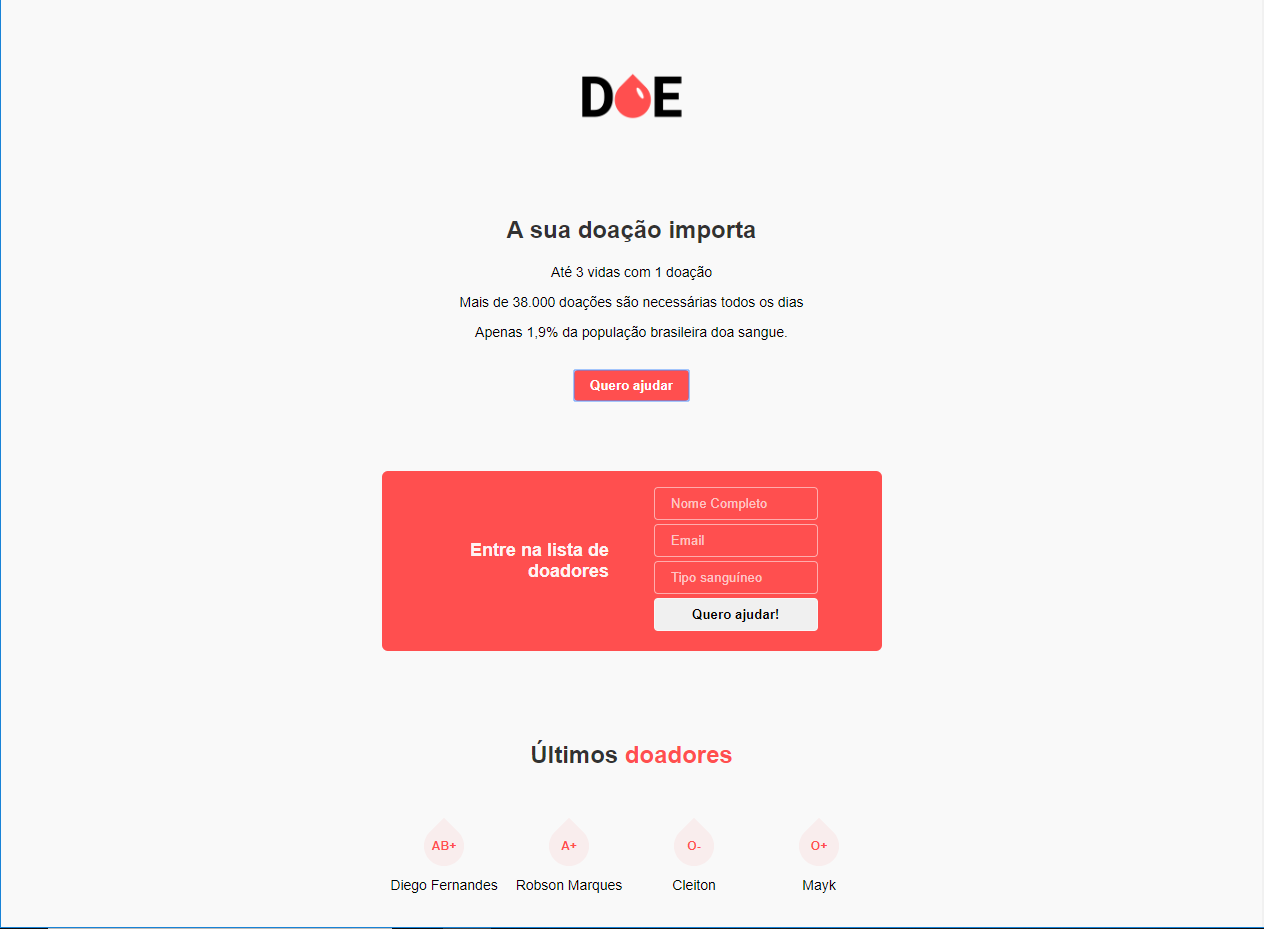 DOE
A sua doação importa
Até 3 vidas com 1 doação
Mais de 38.000 doações são necessárias todos os dias
Apenas 1,9% da população brasileira doa sangue.
Quero ajudar
Entre na lista de
doadores
Nome Completo
Email
Tipo sanguíneo
Quero ajudar!
Últimos doadores
AB+
A+
O-
O+
Diego Fernandes
Robson Marques
Cleiton
Mayk